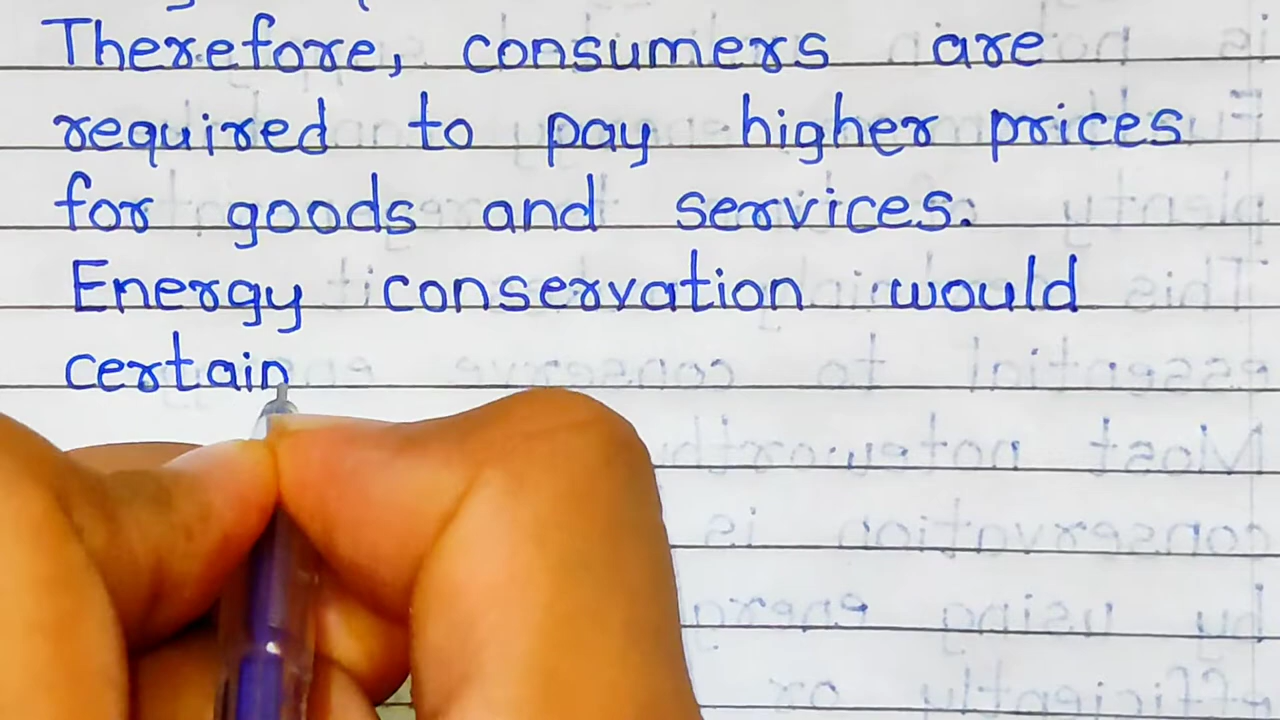 Therefore, consumers are
required to pay higher prices
for goods and services.
Energy conservation would
certain